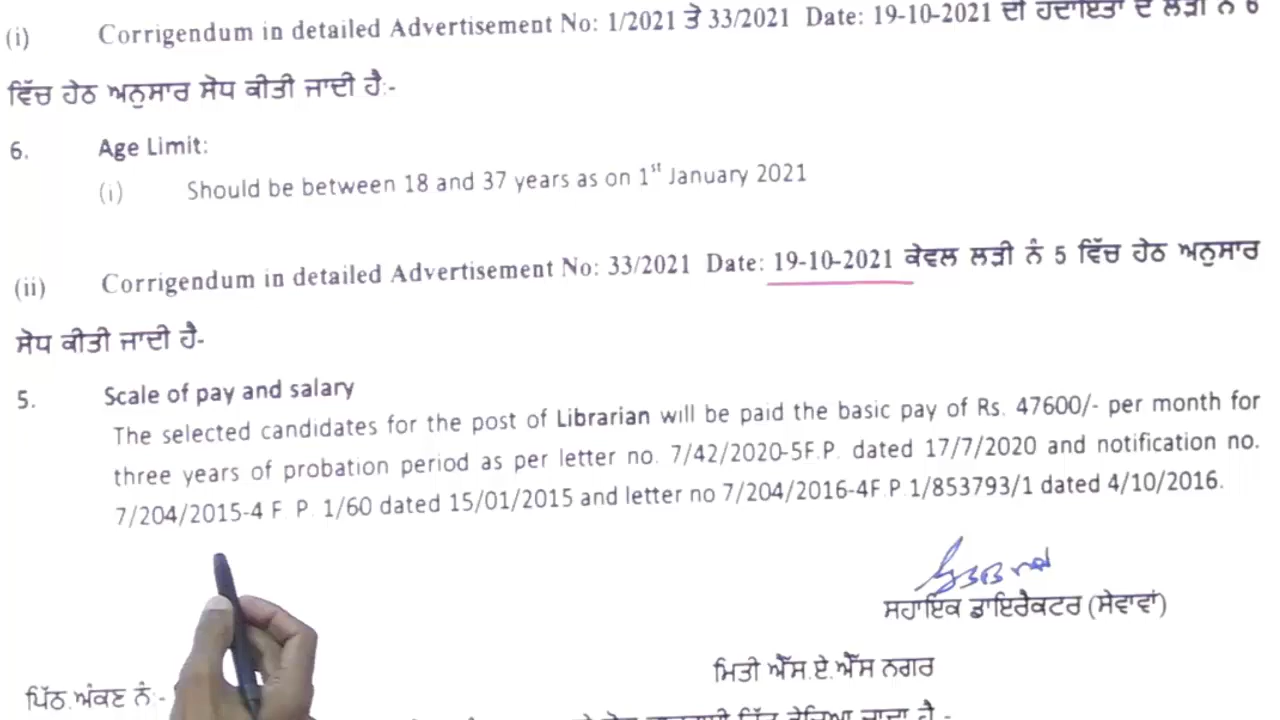 (i) Corrigendum in detailed Advertisement No: 1/2021 ਤੋ 33/2021 Date: 19-10-2021 ਦੀ ਹਦਾਇਤਾਂ ਦੇ ਲੜੀ ਨੰ 6
ਵਿੱਚ ਹੇਠ ਅਨੁਸਾਰ ਸੋਧ ਕੀਤੀ ਜਾਂਦੀ ਹੈ:-
6. Age Limit:
(i) Should be between 18 and 37 years as on 1st January 2021
(ii) Corrigendum in detailed Advertisement No: 33/2021 Date: 19-10-2021 ਕੇਵਲ ਲੜੀ ਨੰ 5 ਵਿੱਚ ਹੇਠ ਅਨੁਸਾਰ
ਸੋਧ ਕੀਤੀ ਜਾਂਦੀ ਹੈ-
5. Scale of pay and salary
The selected candidates for the post of Librarian will be paid the basic pay of Rs. 47600/- per month for
three years of probation period as per letter no. 7/42/2020-5F.P. dated 17/7/2020 and notification no.
7/204/2015-4 F. P. 1/60 dated 15/01/2015 and letter no 7/204/2016-4F.P.1/853793/1 dated 4/10/2016.
ਸਹਾਇਕ ਡਾਇਰੈਕਟਰ (ਸੇਵਾਵਾਂ)
ਮਿਤੀ ਐੱਸ.ਏ.ਐੱਸ ਨਗਰ
ਪਿੱਠ ਅੰਕਣ ਨੰ:-